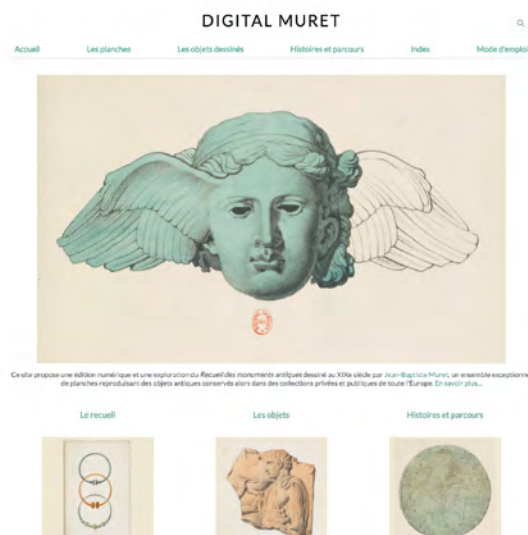 DIGITAL MURET
Accueil Les planches Les objets dessinés Histoires et parcours Index Mode d'emploi
Ce site propose une édition numérique et une exploration du Recueil des monuments antiques dessiné au XIXe siècle par Jean-Baptiste Muret, un ensemble exceptionne
de planches reproduisant des objets antiques conservés alors dans des collections privées et publiques de toute l'Europe. En savoir plus...
Le recueil Les objets Histoires et parcours